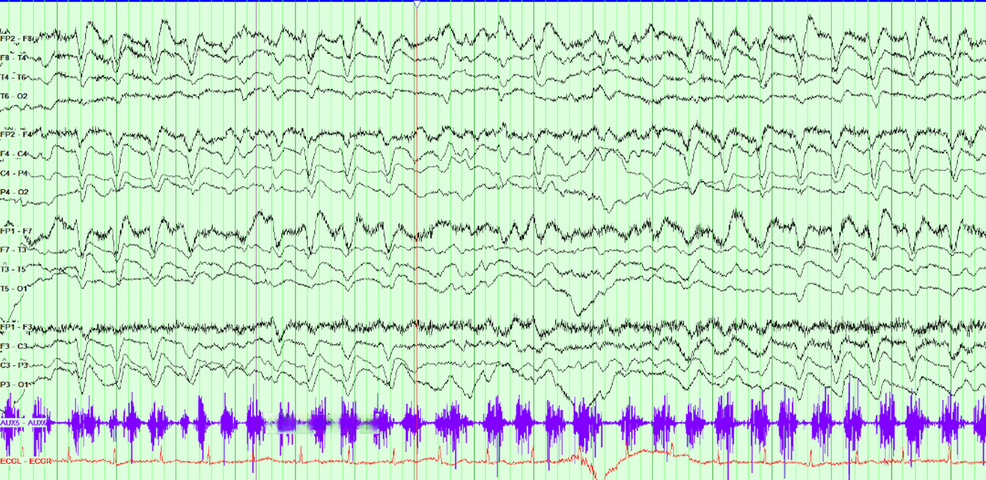 FP2 - F8
F8 - T4
T4 - T6
T6 - O2
FP2 - F4
F4 - C4
C4 - P4
P4 - O2
FP1 - F7
F7 - T3
T3 - T5
T5 - O1
FP1 - F3
F3 - C3
C3 - P3
P3 - O1
AUX5 - AUX6
ECGL - ECGR